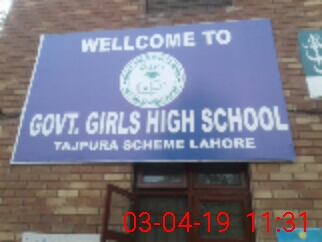 WELLCOME TO
GOVT. GIRLS HIGH SCHOOL
TAJPURA SCHEME LAHORE
03-04-19 11:31